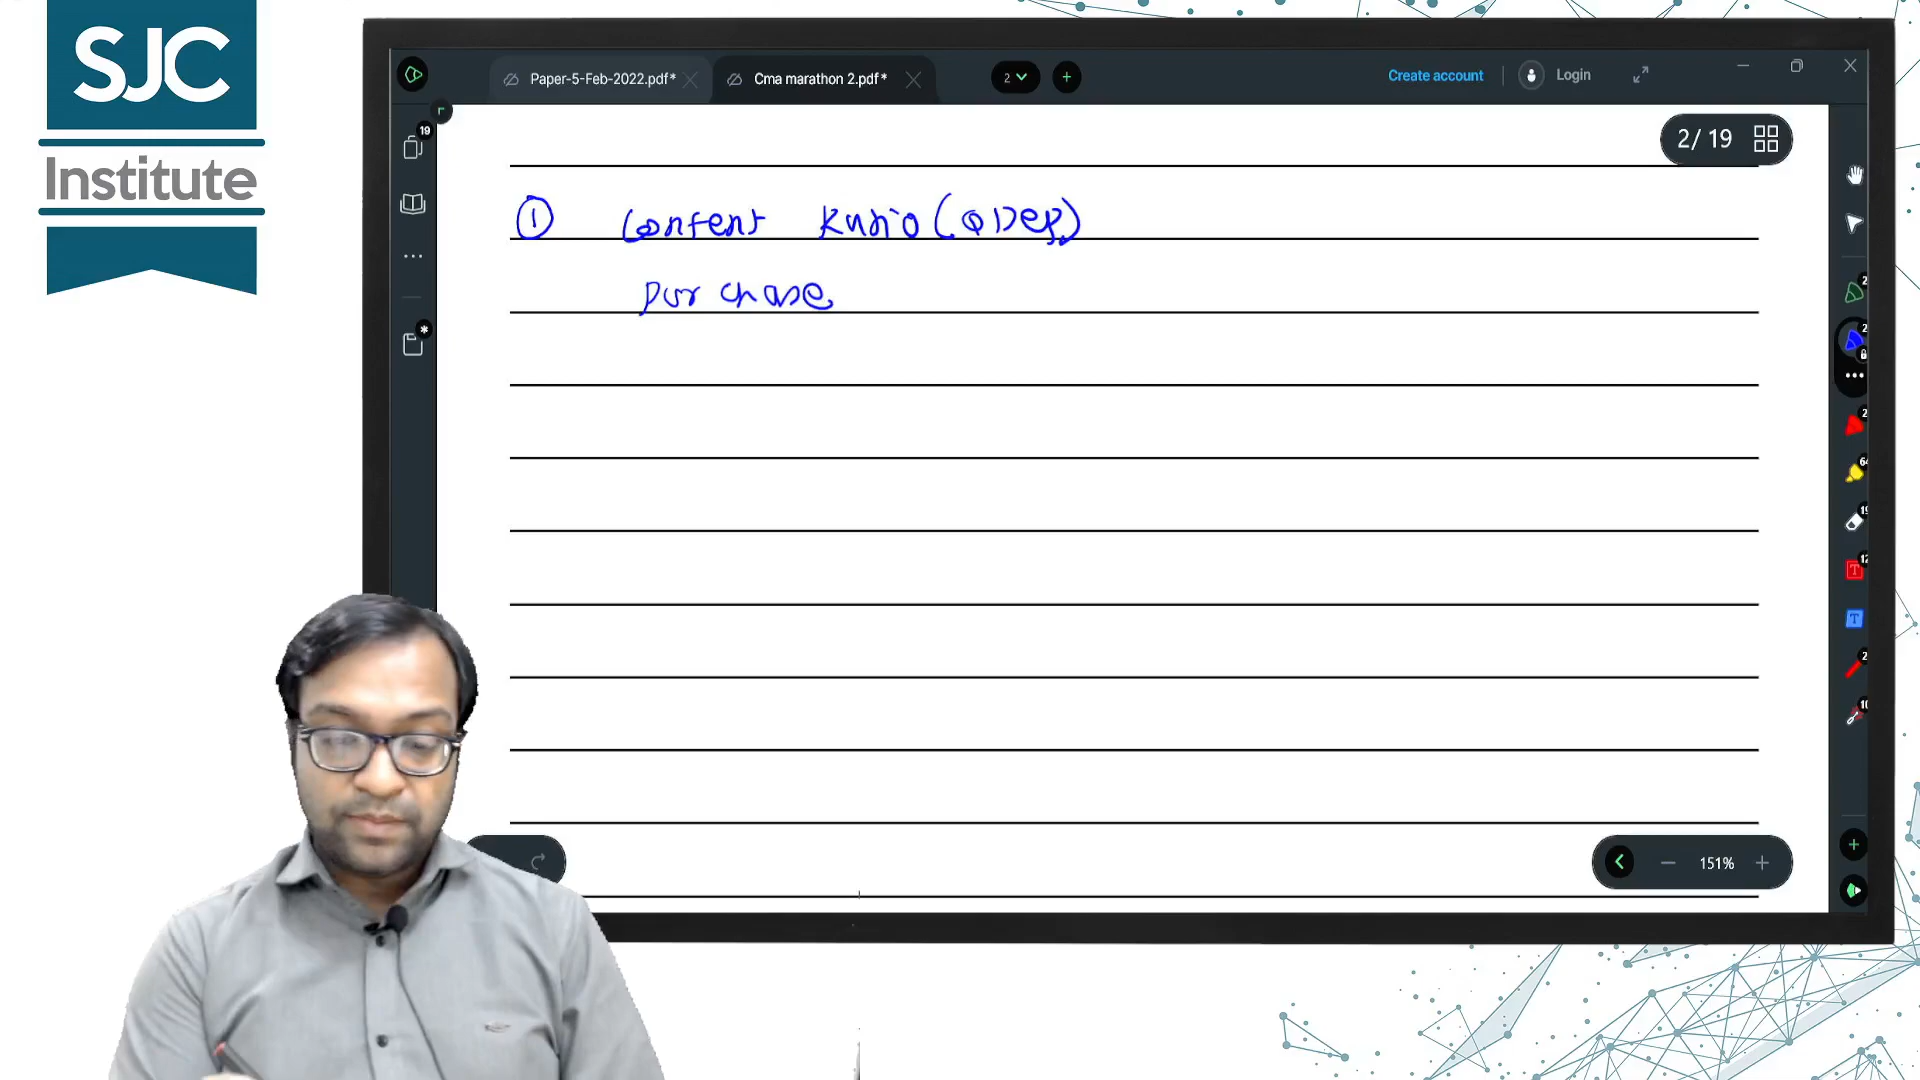 SJC
Institute
Paper-5-Feb-2022.pdf*
Cma marathon 2.pdf*
2
Create account
Login
19
2/ 19
① Content Ratio (
purchase
151%